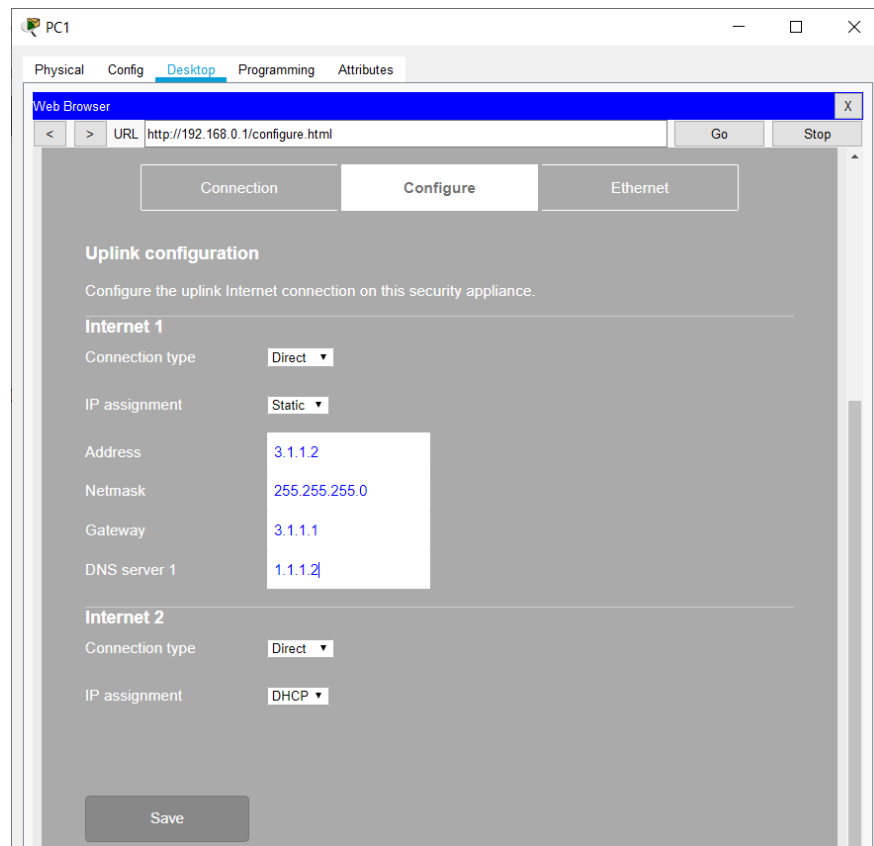 PC1
Physical Config Desktop Programming Attributes
Web Browser X
< > URL http://192.168.0.1/configure.html Go Stop
Connection Configure Ethernet
Uplink configuration
Configure the uplink Internet connection on this security appliance.
Internet 1
Connection type Direct
IP assignment Static
Address 3.1.1.2
Netmask 255.255.255.0
Gateway 3.1.1.1
DNS server 1 1.1.1.2
Internet 2
Connection type Direct
IP assignment DHCP
Save